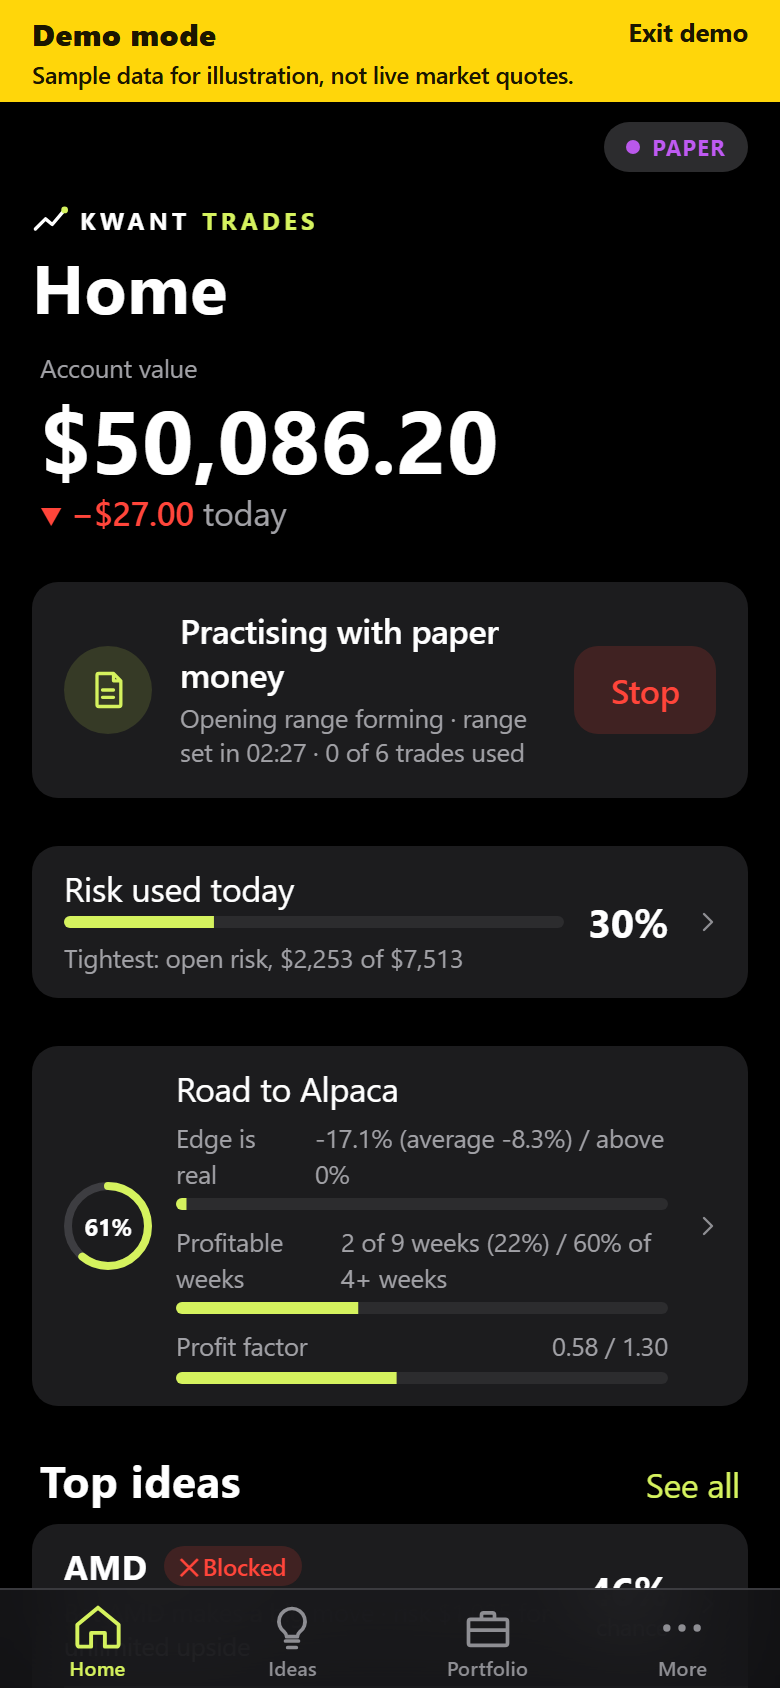 Demo mode
Exit demo
Sample data for illustration, not live market quotes.
PAPER
KWANT TRADES
Home
Account value
$50,086.20
▼ −$27.00 today
Practising with paper
money
Opening range forming · range
set in 02:27 · 0 of 6 trades used
Stop
Risk used today
30%
Tightest: open risk, $2,253 of $7,513
Road to Alpaca
61%
Edge is
real
-17.1% (average -8.3%) / above
0%
Profitable
weeks
2 of 9 weeks (22%) / 60% of
4+ weeks
Profit factor
0.58 / 1.30
Top ideas
See all
AMD
Blocked
46%
unlimited upside
Home
Ideas
Portfolio
More